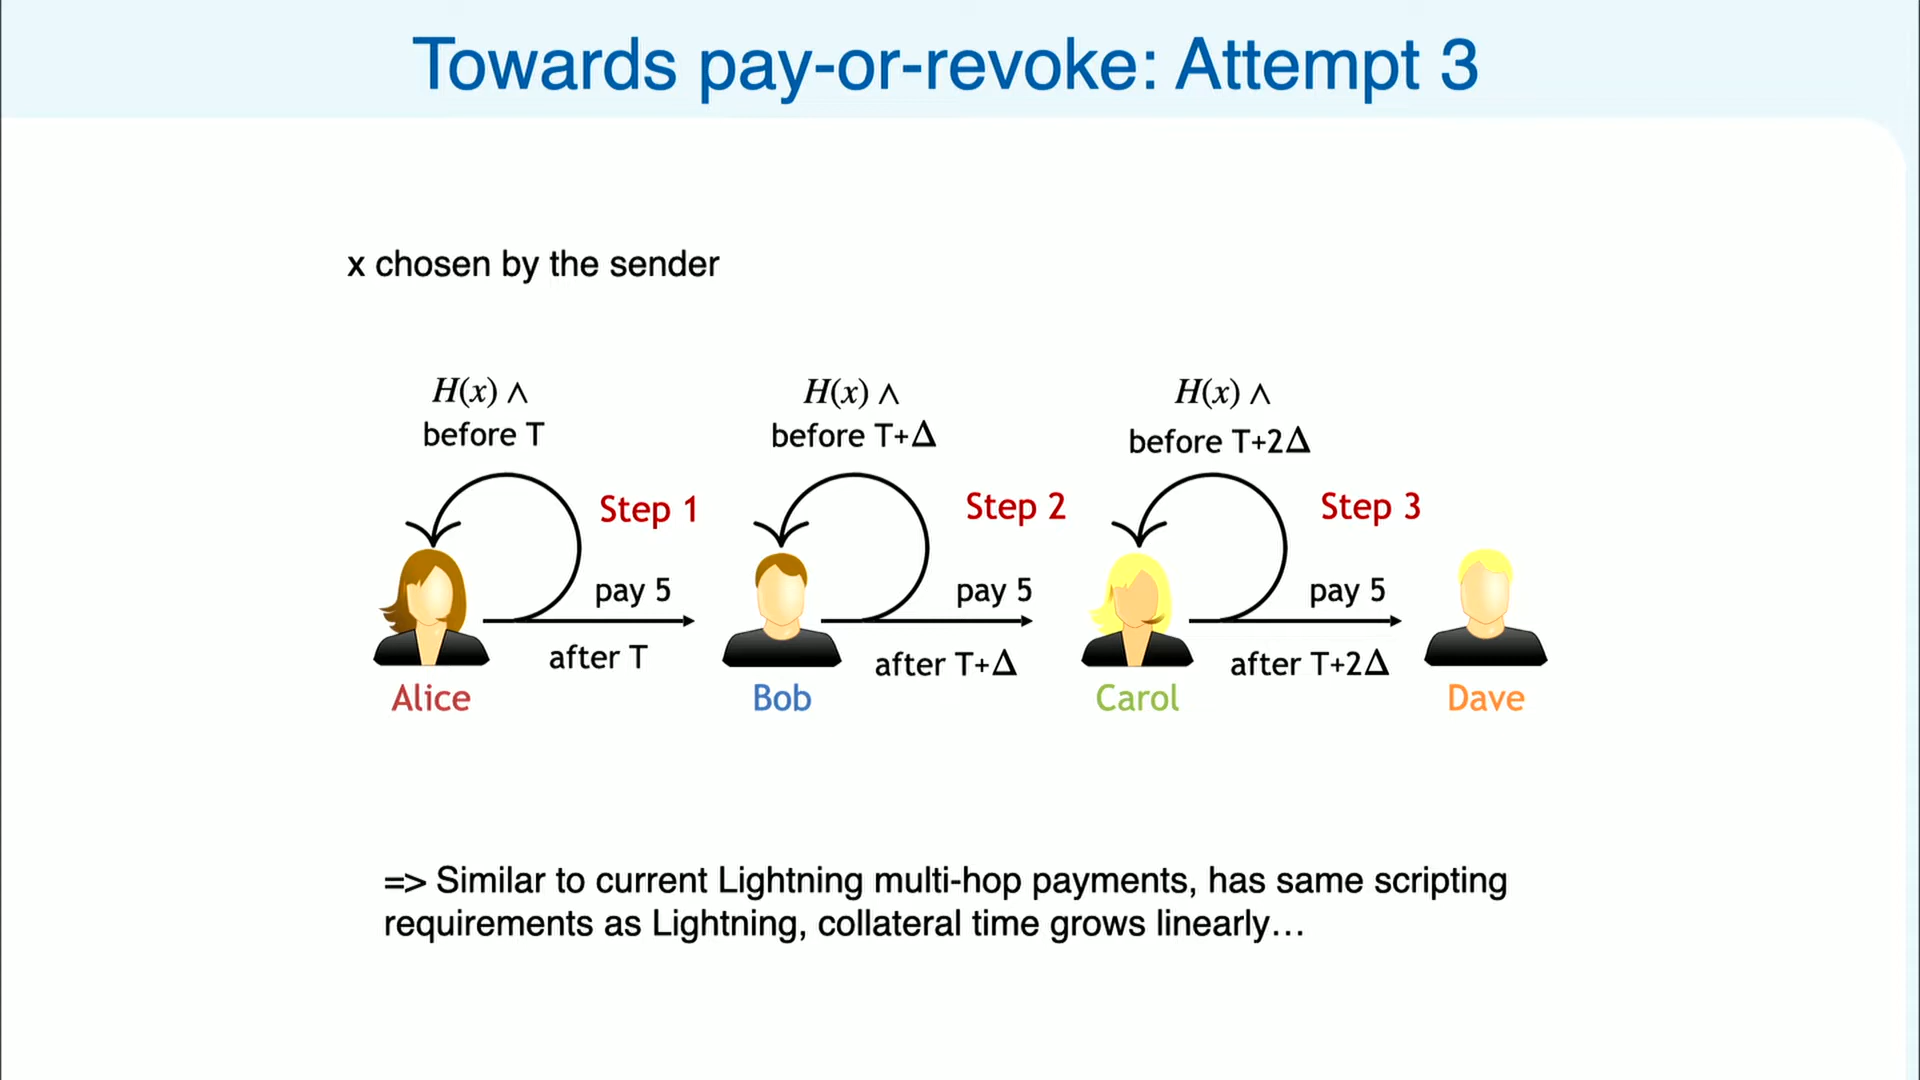 Towards pay-or-revoke: Attempt 3
x chosen by the sender
H(x) ∧
before T
H(x) ∧
before T+Δ
H(x) ∧
before T+2Δ
Step 1
Step 2
Step 3
pay 5
pay 5
pay 5
after T
after T+Δ
after T+2Δ
Alice
Bob
Carol
Dave
=> Similar to current Lightning multi-hop payments, has same scripting
requirements as Lightning, collateral time grows linearly…